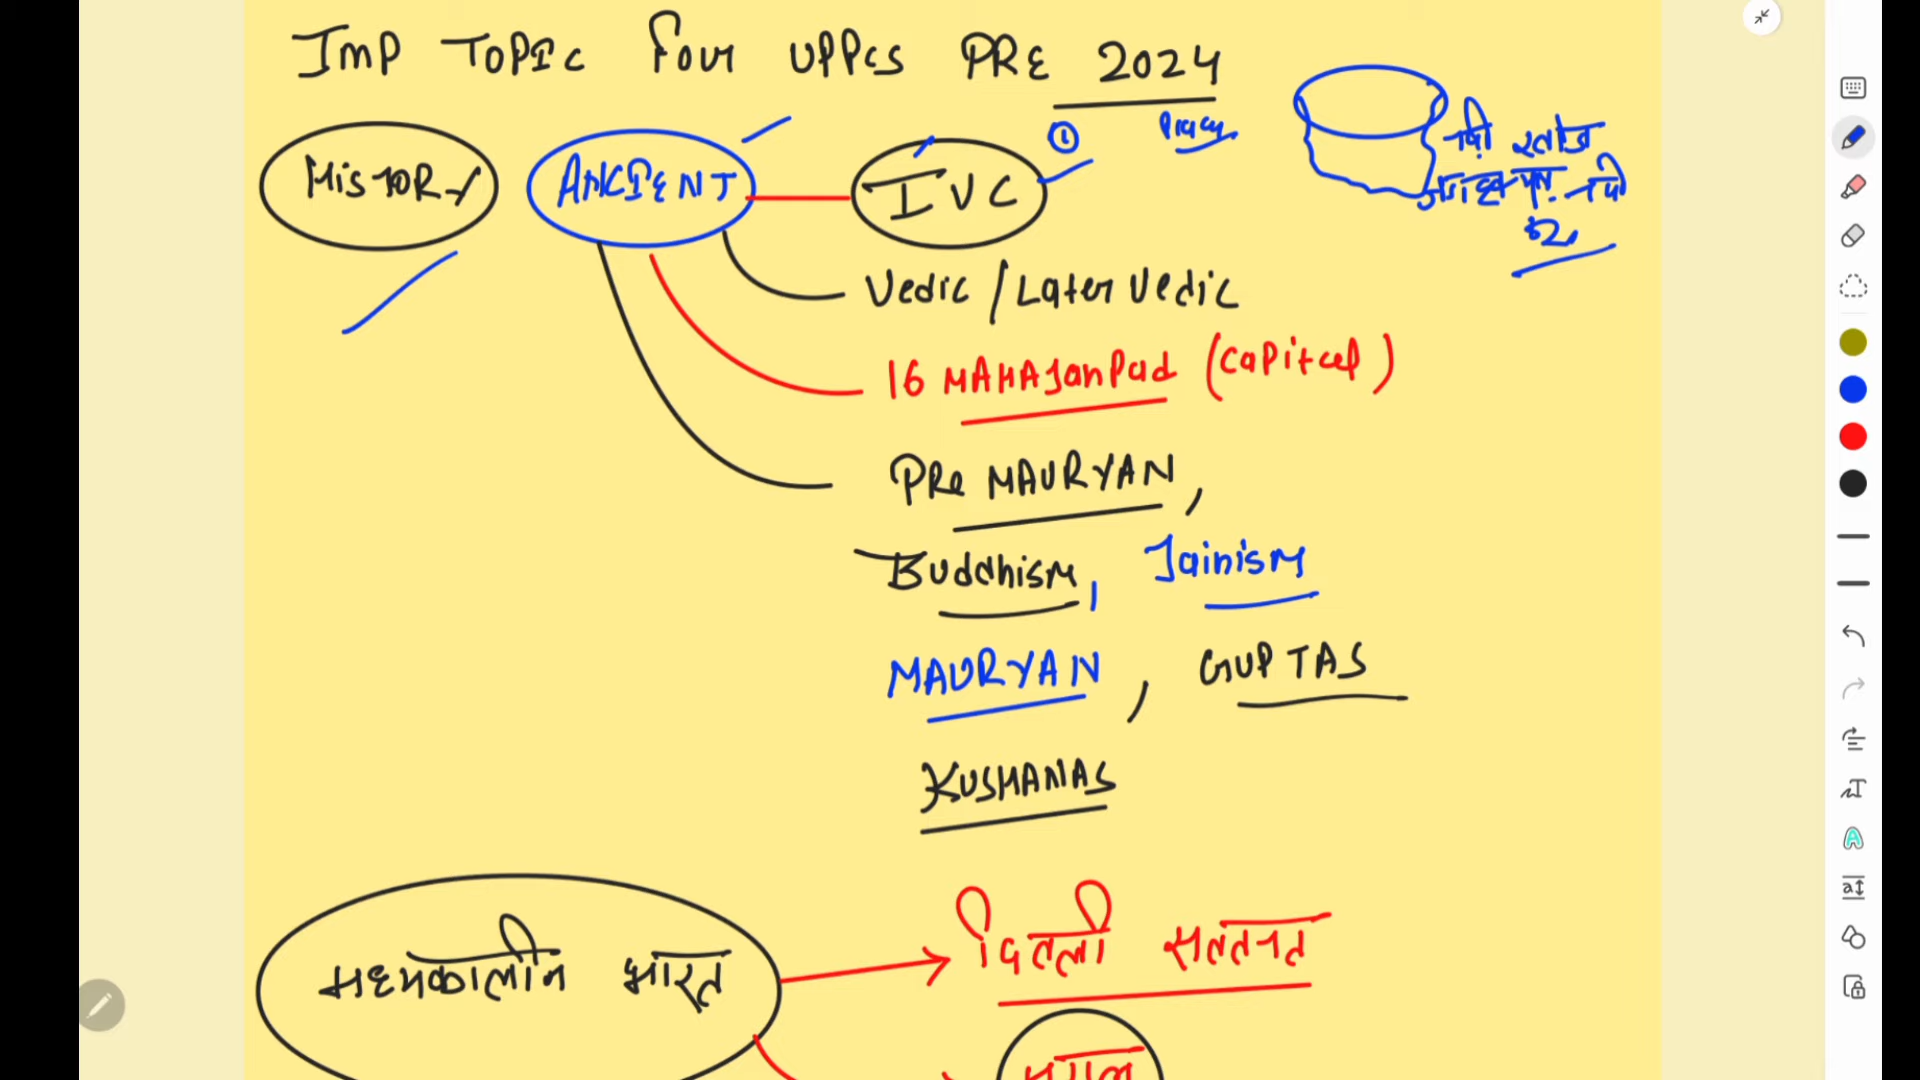 Imp TOPIC For UPPCS PRE 2024
HISTORY ANCIENT IVC ①
Vedic / Later Vedic
16 MAHAJanPad (Capital)
PRe MAURYAN,
Buddhism, Jainism
MAURYAN, GUPTAS
KUSHANAS
मध्यकालीन भारत दिल्ली सल्तनत